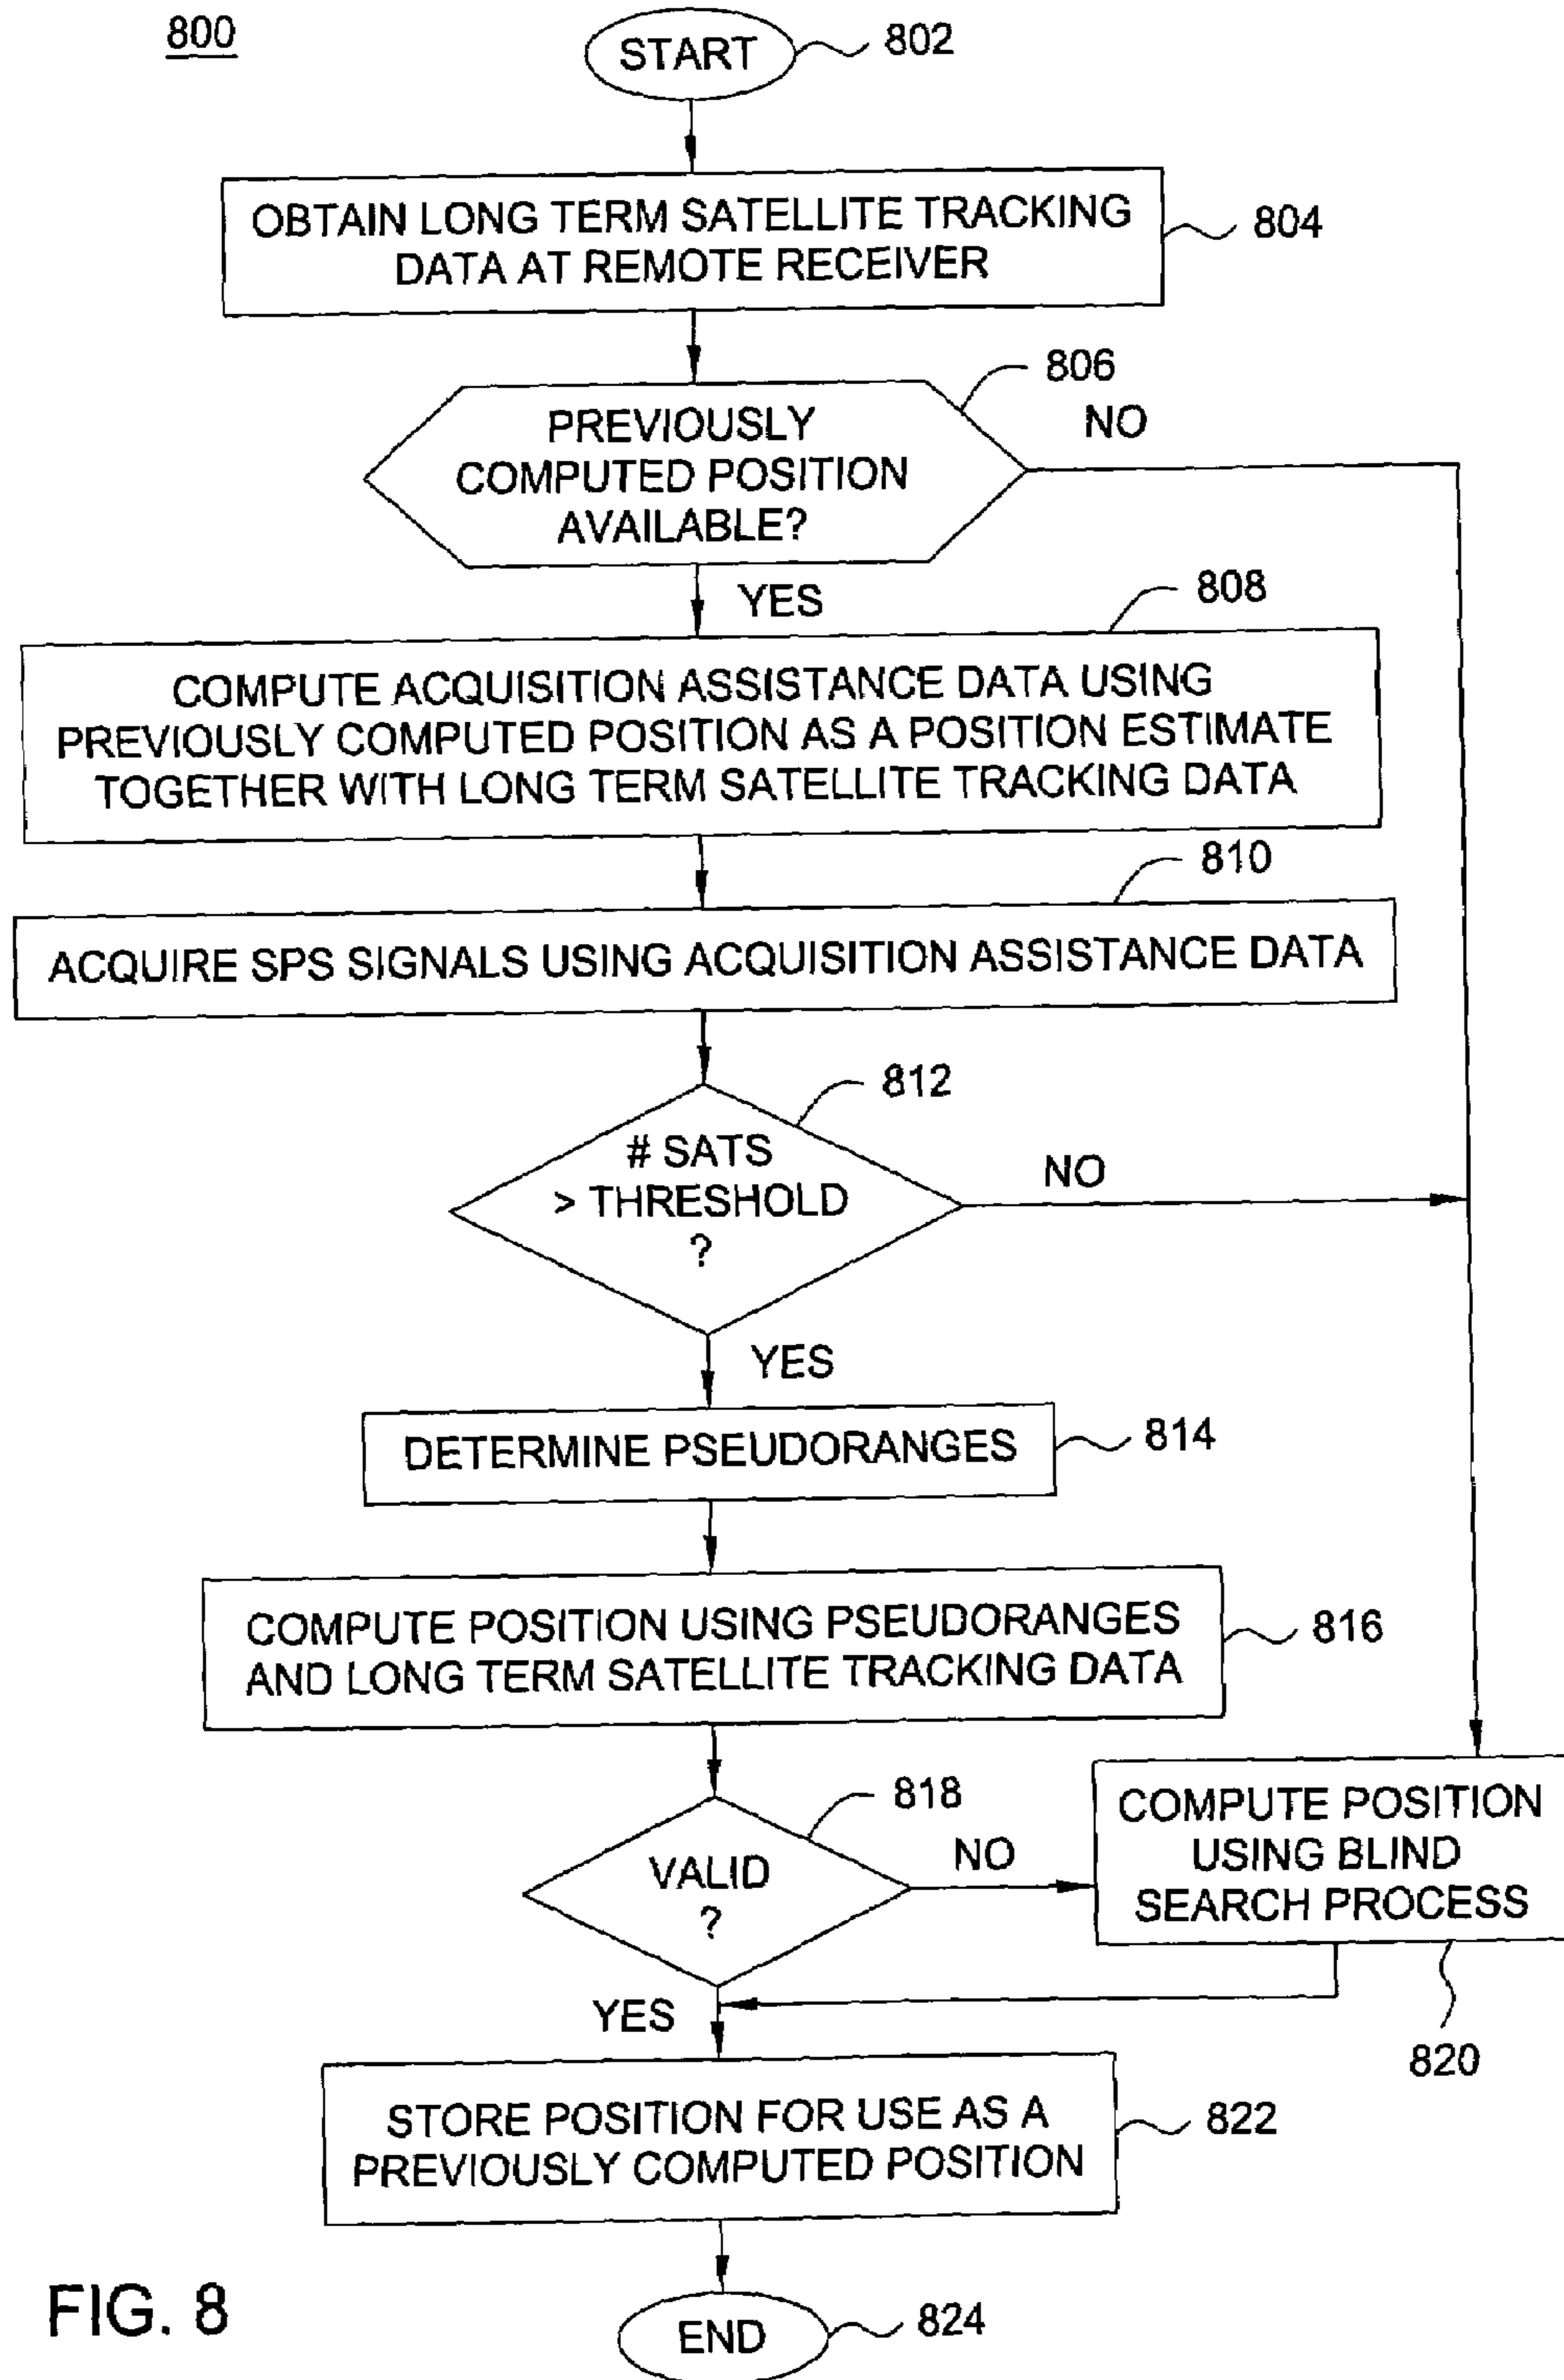 800
START
802
OBTAIN LONG TERM SATELLITE TRACKING
DATA AT REMOTE RECEIVER
804
806
PREVIOUSLY
COMPUTED POSITION
AVAILABLE?
NO
YES
808
COMPUTE ACQUISITION ASSISTANCE DATA USING
PREVIOUSLY COMPUTED POSITION AS A POSITION ESTIMATE
TOGETHER WITH LONG TERM SATELLITE TRACKING DATA
810
ACQUIRE SPS SIGNALS USING ACQUISITION ASSISTANCE DATA
812
# SATS
> THRESHOLD
?
NO
YES
DETERMINE PSEUDORANGES
814
COMPUTE POSITION USING PSEUDORANGES
AND LONG TERM SATELLITE TRACKING DATA
816
818
VALID
?
NO
COMPUTE POSITION
USING BLIND
SEARCH PROCESS
820
YES
STORE POSITION FOR USE AS A
PREVIOUSLY COMPUTED POSITION
822
END
824
FIG. 8